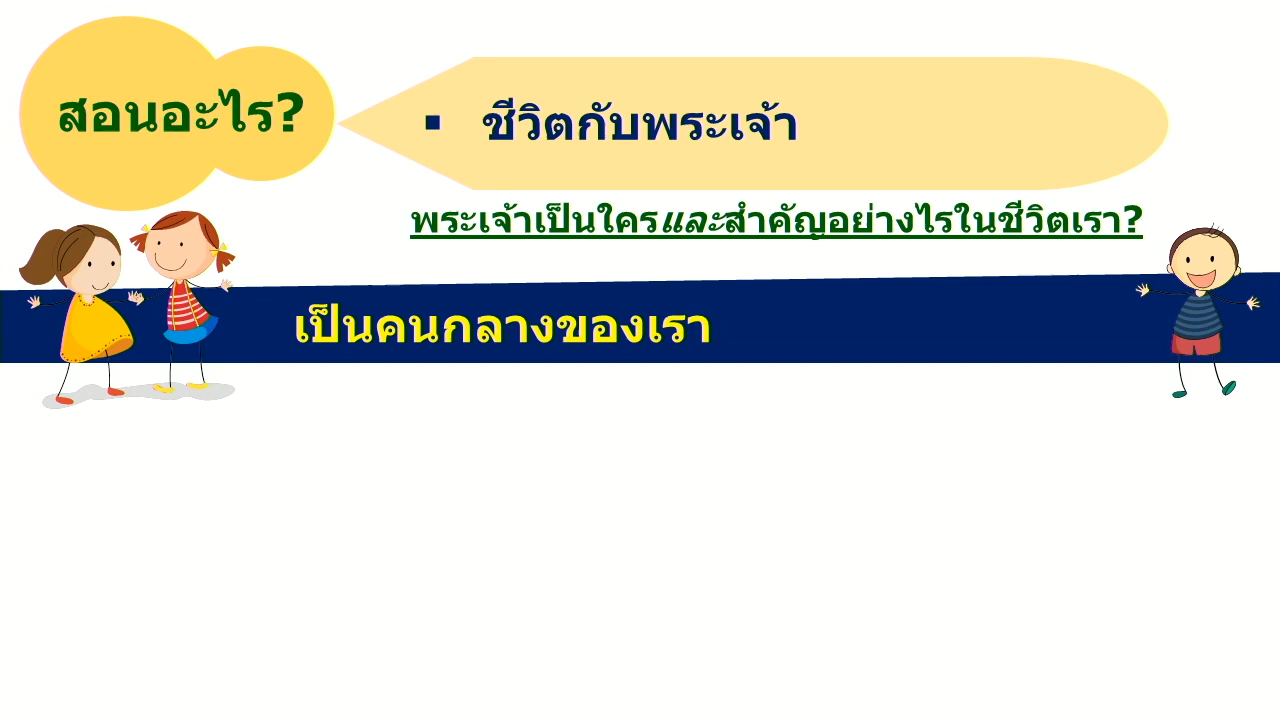 สอนอะไร?
▪ ชีวิตกับพระเจ้า
พระเจ้าเป็นใครและสำคัญอย่างไรในชีวิตเรา?
เป็นคนกลางของเรา